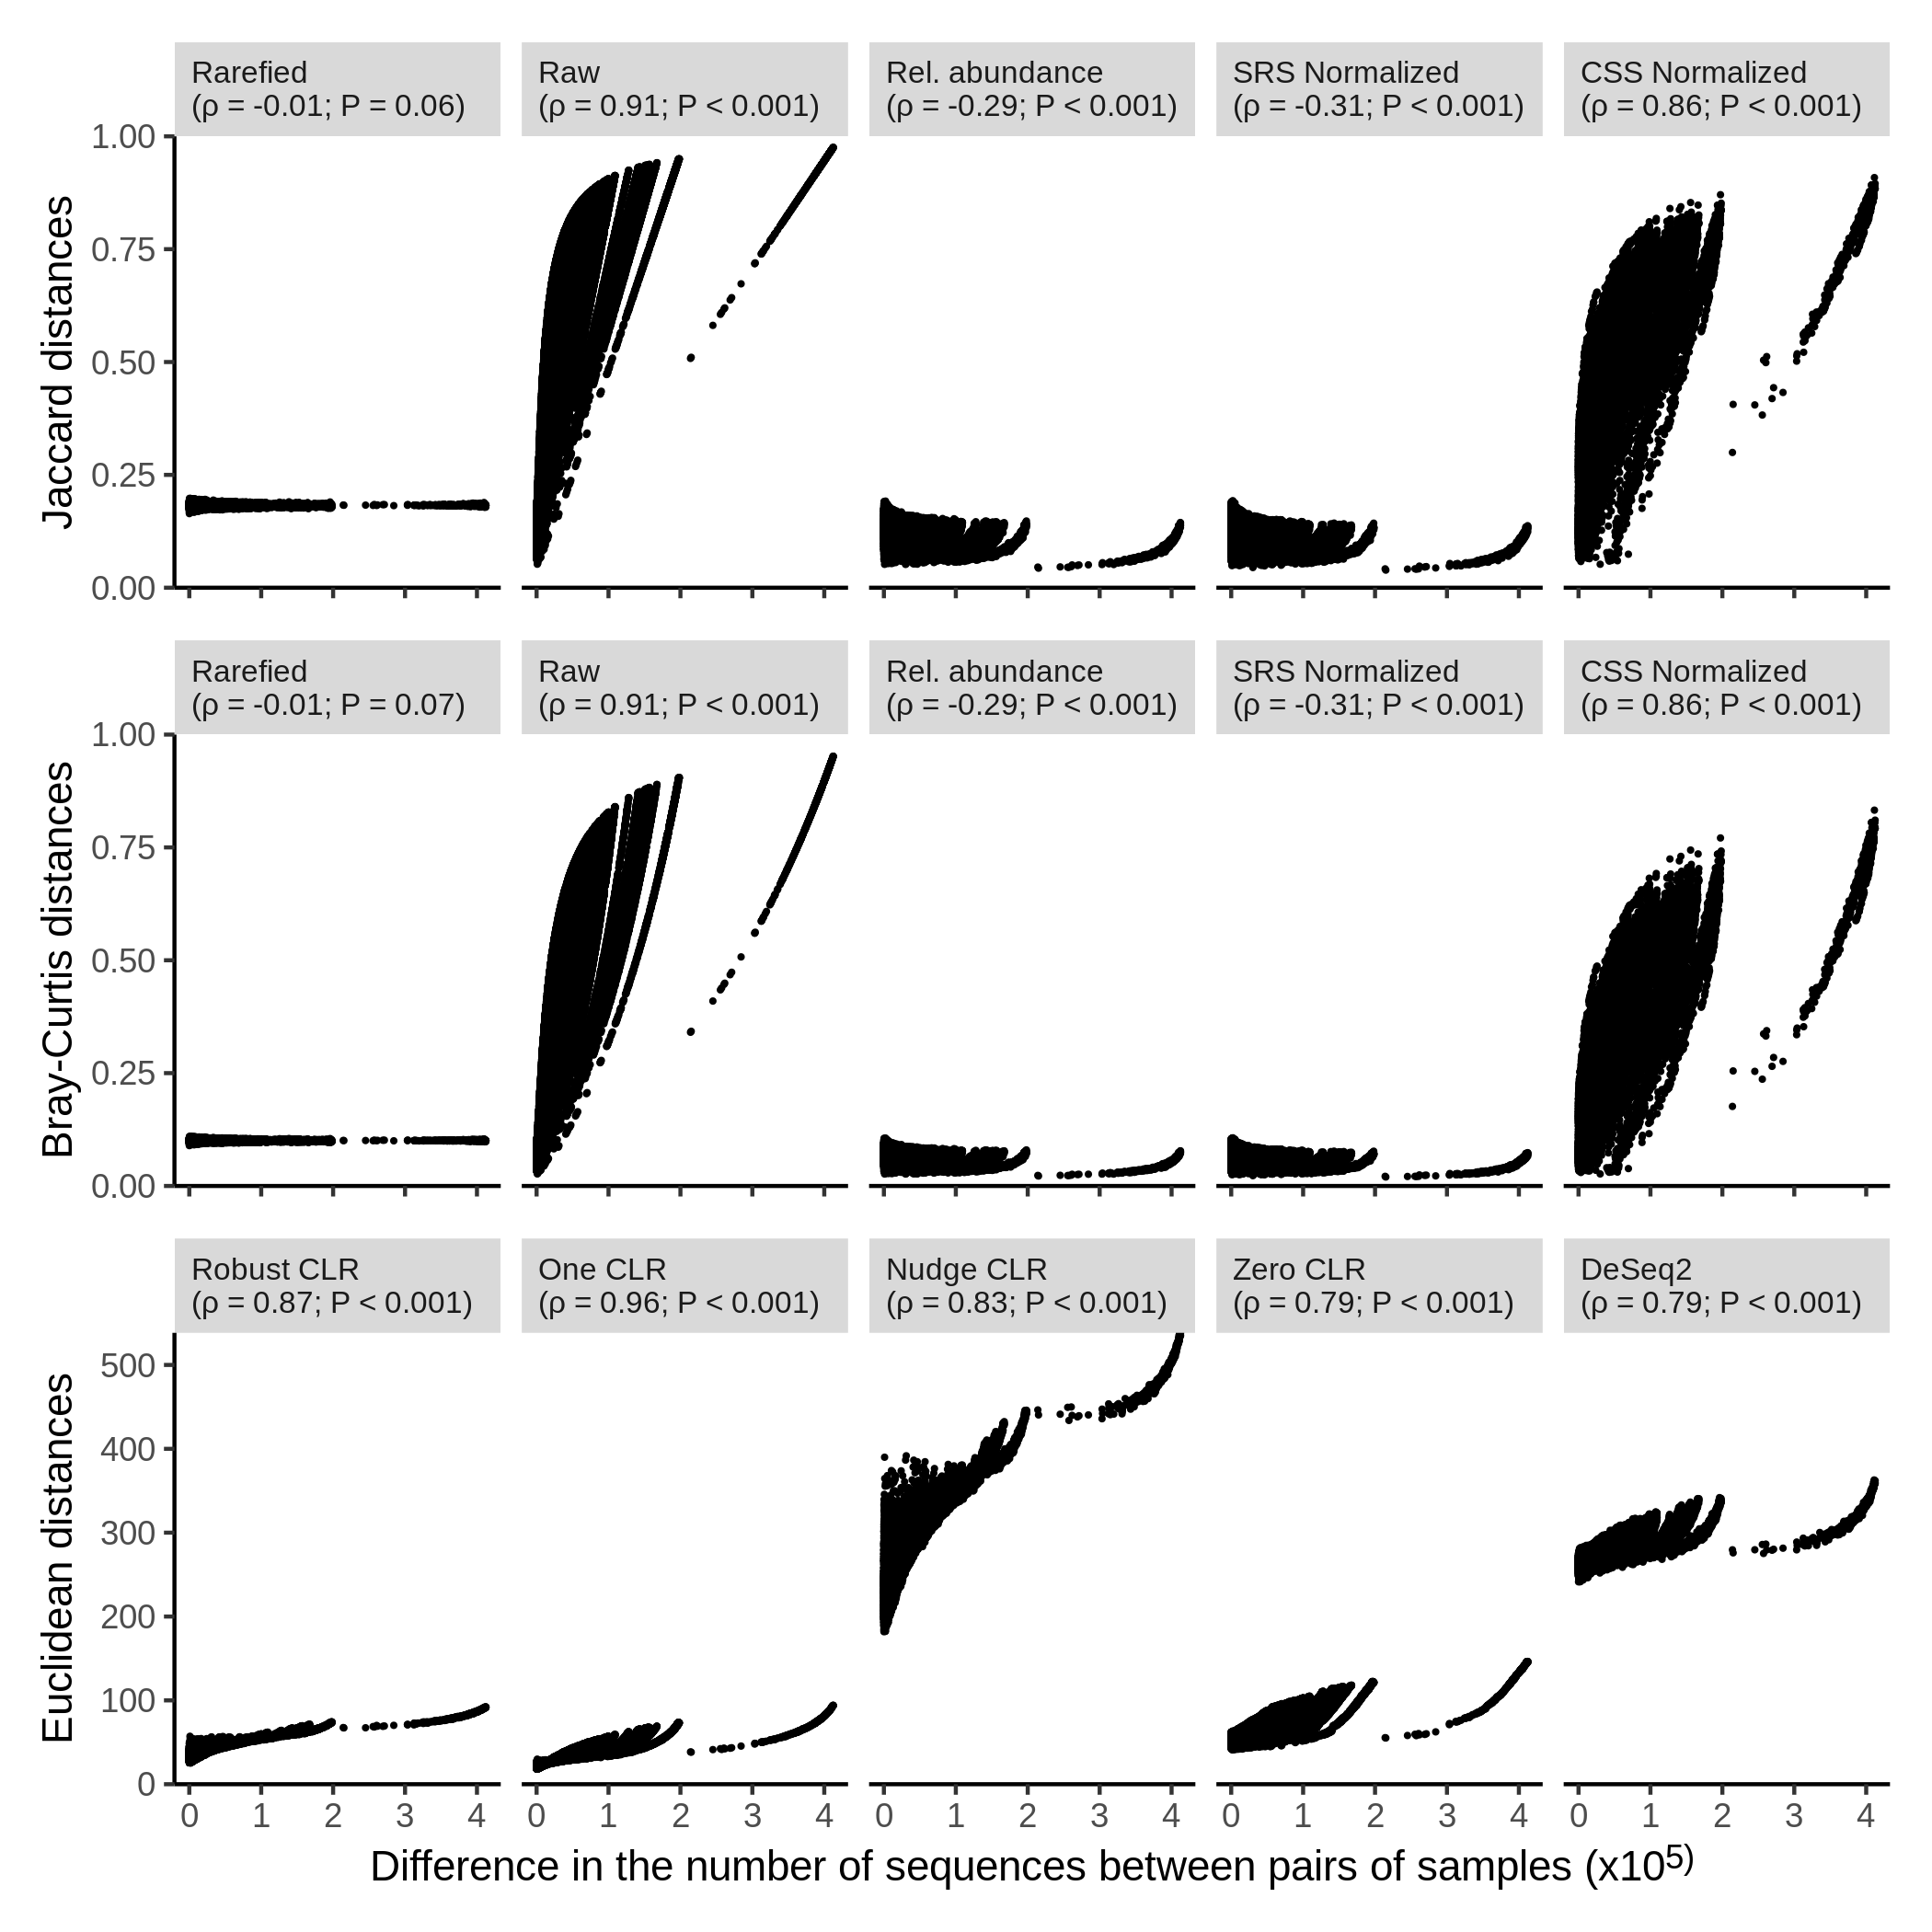 Rarefied
(ρ = -0.01; P = 0.06)
Raw
(ρ = 0.91; P < 0.001)
Rel. abundance
(ρ = -0.29; P < 0.001)
SRS Normalized
(ρ = -0.31; P < 0.001)
CSS Normalized
(ρ = 0.86; P < 0.001)
Jaccard distances
1.00
0.75
0.50
0.25
0.00
Rarefied
(ρ = -0.01; P = 0.07)
Raw
(ρ = 0.91; P < 0.001)
Rel. abundance
(ρ = -0.29; P < 0.001)
SRS Normalized
(ρ = -0.31; P < 0.001)
CSS Normalized
(ρ = 0.86; P < 0.001)
Bray-Curtis distances
1.00
0.75
0.50
0.25
0.00
Robust CLR
(ρ = 0.87; P < 0.001)
One CLR
(ρ = 0.96; P < 0.001)
Nudge CLR
(ρ = 0.83; P < 0.001)
Zero CLR
(ρ = 0.79; P < 0.001)
DeSeq2
(ρ = 0.79; P < 0.001)
Euclidean distances
500
400
300
200
100
0
0 1 2 3 4
0 1 2 3 4
0 1 2 3 4
0 1 2 3 4
0 1 2 3 4
Difference in the number of sequences between pairs of samples (x10⁵⁾